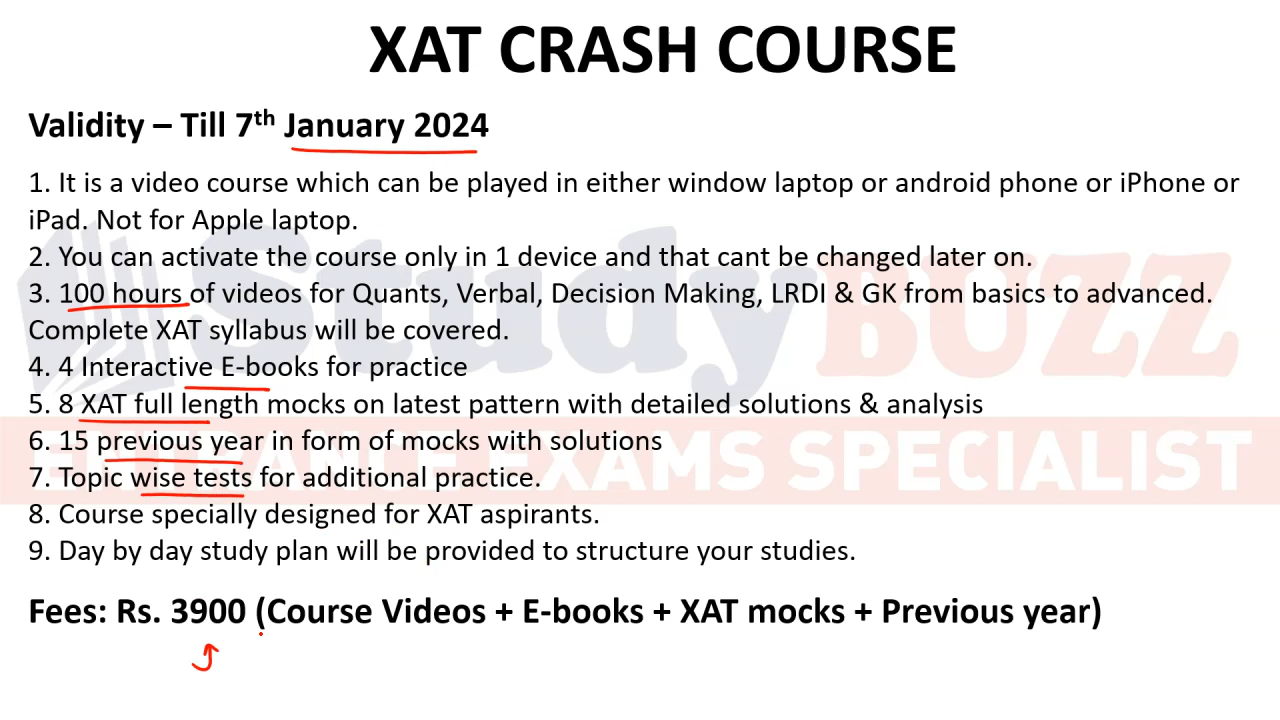 XAT CRASH COURSE
Validity – Till 7th January 2024
1. It is a video course which can be played in either window laptop or android phone or iPhone or
iPad. Not for Apple laptop.
2. You can activate the course only in 1 device and that cant be changed later on.
3. 100 hours of videos for Quants, Verbal, Decision Making, LRDI & GK from basics to advanced.
Complete XAT syllabus will be covered.
4. 4 Interactive E-books for practice
5. 8 XAT full length mocks on latest pattern with detailed solutions & analysis
6. 15 previous year in form of mocks with solutions
7. Topic wise tests for additional practice.
8. Course specially designed for XAT aspirants.
9. Day by day study plan will be provided to structure your studies.
Fees: Rs. 3900 (Course Videos + E-books + XAT mocks + Previous year)
StudyBUZZ
EXAMS SPECIALIST